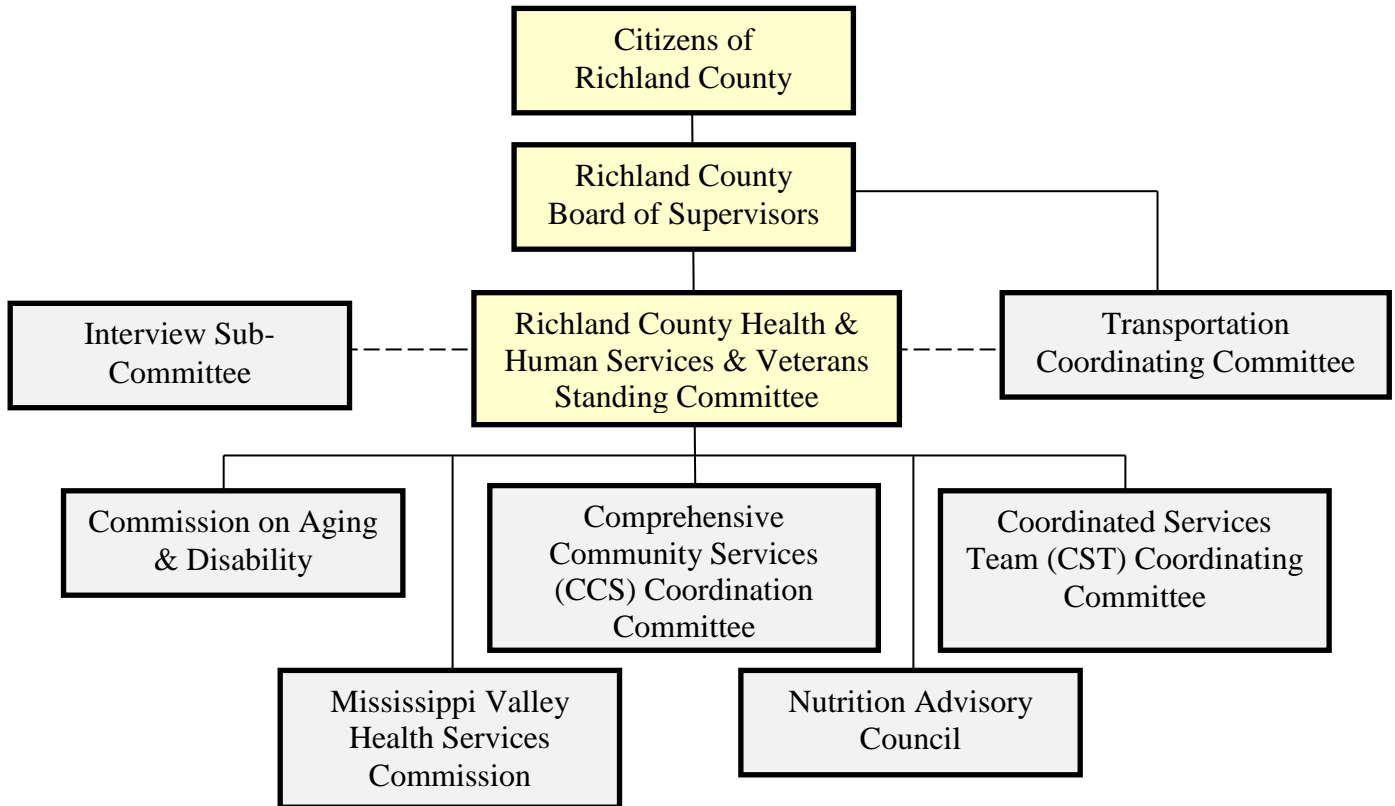 Citizens of
Richland County
Richland County
Board of Supervisors
Interview Sub-
Committee
Richland County Health &
Human Services & Veterans
Standing Committee
Transportation
Coordinating Committee
Commission on Aging
& Disability
Comprehensive
Community Services
(CCS) Coordination
Committee
Coordinated Services
Team (CST) Coordinating
Committee
Mississippi Valley
Health Services
Commission
Nutrition Advisory
Council